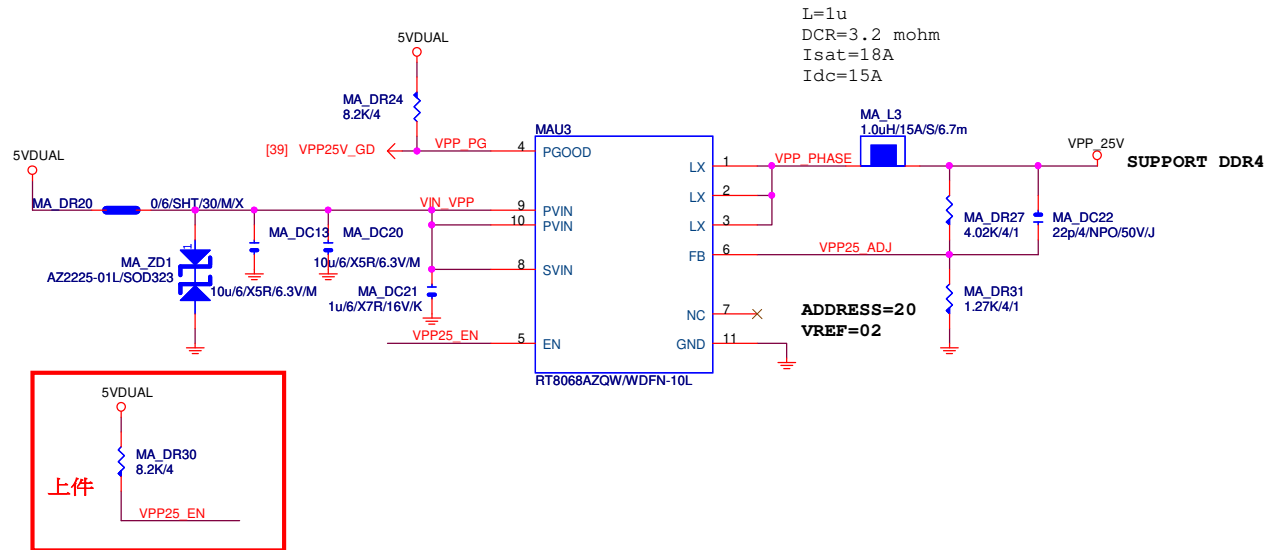 L=1u
DCR=3.2 mohm
Isat=18A
Idc=15A
5VDUAL
MA_DR24
8.2K/4
[39] VPP25V_GD
VPP_PG
MAU3
4
PGOOD
5VDUAL
MA_DR20
0/6/SHT/30/M/X
VIN_VPP
9
PVIN
10
PVIN
8
SVIN
1
MA_ZD1
AZ2225-01L/SOD323
MA_DC13
10u/6/X5R/6.3V/M
MA_DC20
10u/6/X5R/6.3V/M
MA_DC21
1u/6/X7R/16V/K
VPP25_EN
5
EN
LX
1
LX
2
LX
3
FB
6
NC
7
GND
11
RT8068AZQW/WDFN-10L
VPP_PHASE
MA_L3
1.0uH/15A/S/6.7m
VPP_25V
SUPPORT DDR4
MA_DR27
4.02K/4/1
MA_DC22
22p/4/NPO/50V/J
VPP25_ADJ
MA_DR31
1.27K/4/1
ADDRESS=20
VREF=02
5VDUAL
MA_DR30
8.2K/4
上件
VPP25_EN